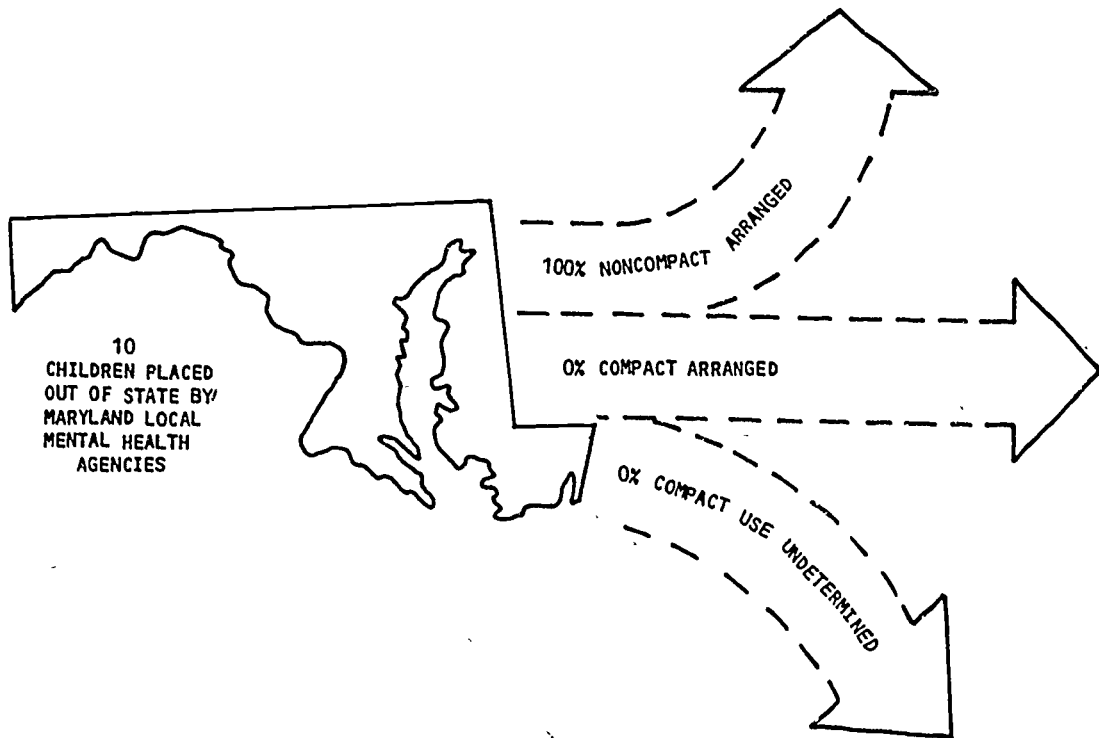 10
CHILDREN PLACED
OUT OF STATE BY
MARYLAND LOCAL
MENTAL HEALTH
AGENCIES
100% NONCOMPACT ARRANGED
0% COMPACT ARRANGED
0% COMPACT USE UNDETERMINED